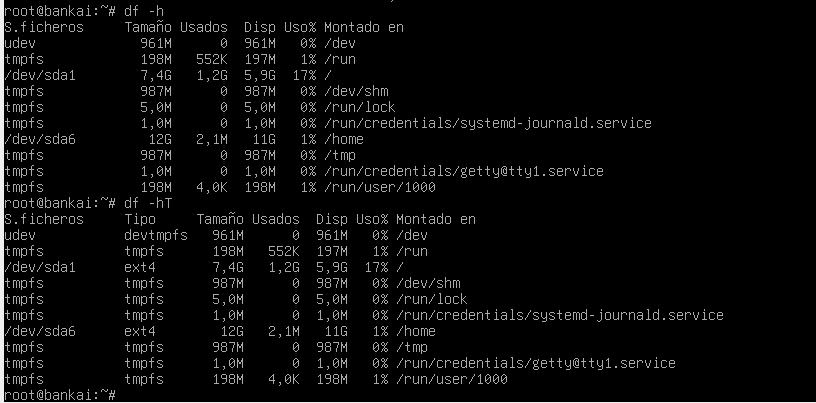 root@bankai:~# df -h
S.ficheros     Tamaño Usados  Disp Uso% Montado en
udev             961M      0  961M   0% /dev
tmpfs            198M   552K  197M   1% /run
/dev/sda1        7,4G   1,2G  5,9G  17% /
tmpfs            987M      0  987M   0% /dev/shm
tmpfs            5,0M      0  5,0M   0% /run/lock
tmpfs            1,0M      0  1,0M   0% /run/credentials/systemd-journald.service
/dev/sda6         12G   2,1M   11G   1% /home
tmpfs            987M      0  987M   0% /tmp
tmpfs            1,0M      0  1,0M   0% /run/credentials/getty@tty1.service
tmpfs            198M   4,0K  198M   1% /run/user/1000
root@bankai:~# df -hT
S.ficheros     Tipo     Tamaño Usados  Disp Uso% Montado en
udev           devtmpfs   961M      0  961M   0% /dev
tmpfs          tmpfs      198M   552K  197M   1% /run
/dev/sda1      ext4       7,4G   1,2G  5,9G  17% /
tmpfs          tmpfs      987M      0  987M   0% /dev/shm
tmpfs          tmpfs      5,0M      0  5,0M   0% /run/lock
tmpfs          tmpfs      1,0M      0  1,0M   0% /run/credentials/systemd-journald.service
/dev/sda6      ext4        12G   2,1M   11G   1% /home
tmpfs          tmpfs      987M      0  987M   0% /tmp
tmpfs          tmpfs      1,0M      0  1,0M   0% /run/credentials/getty@tty1.service
tmpfs          tmpfs      198M   4,0K  198M   1% /run/user/1000
root@bankai:~#